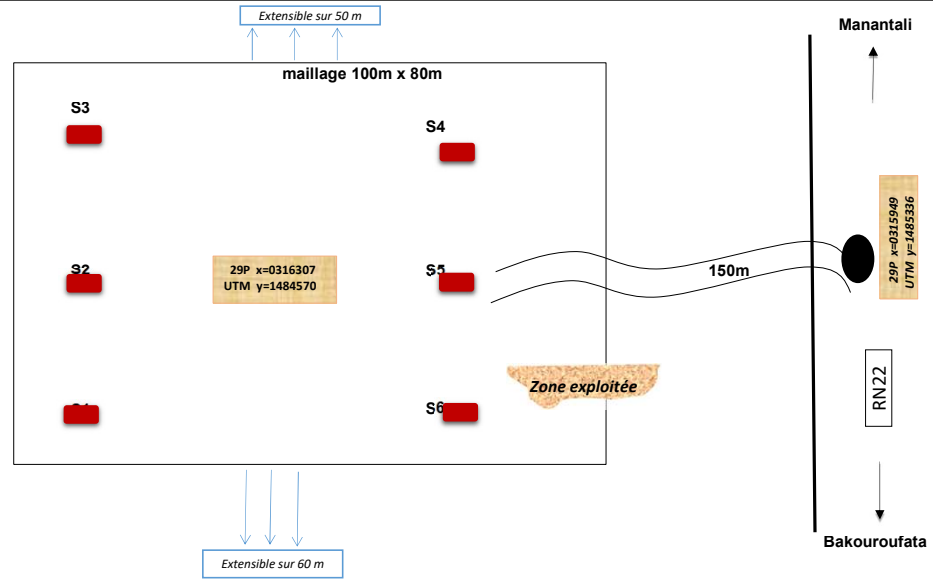 Extensible sur 50 m
Manantali
maillage 100m x 80m
S3
S4
29P x=0315949
UTM y=1485336
S2
29P x=0316307
UTM y=1484570
S5
150m
RN22
Zone exploitée
S6
Bakouroufata
Extensible sur 60 m